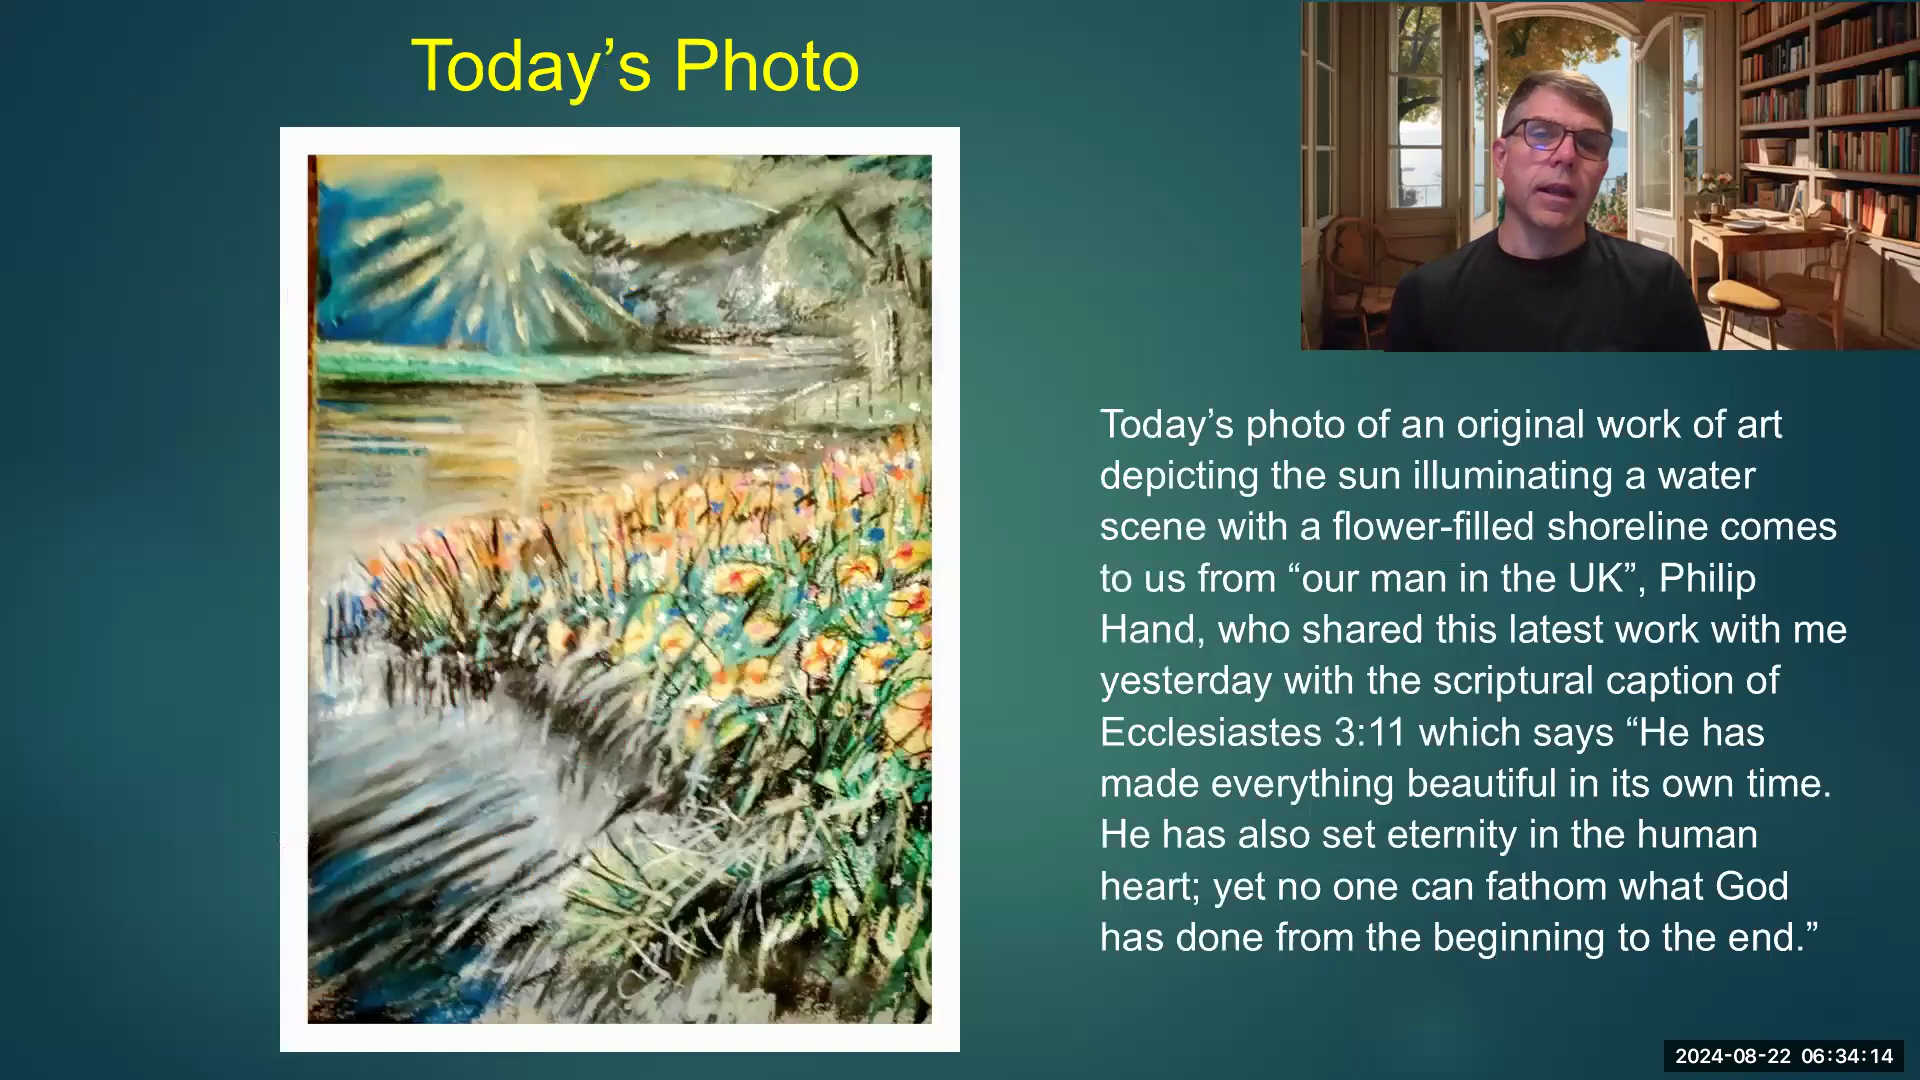 Today’s Photo
Today’s photo of an original work of art
depicting the sun illuminating a water
scene with a flower-filled shoreline comes
to us from “our man in the UK”, Philip
Hand, who shared this latest work with me
yesterday with the scriptural caption of
Ecclesiastes 3:11 which says “He has
made everything beautiful in its own time.
He has also set eternity in the human
heart; yet no one can fathom what God
has done from the beginning to the end.”
2024-08-22 06:34:14